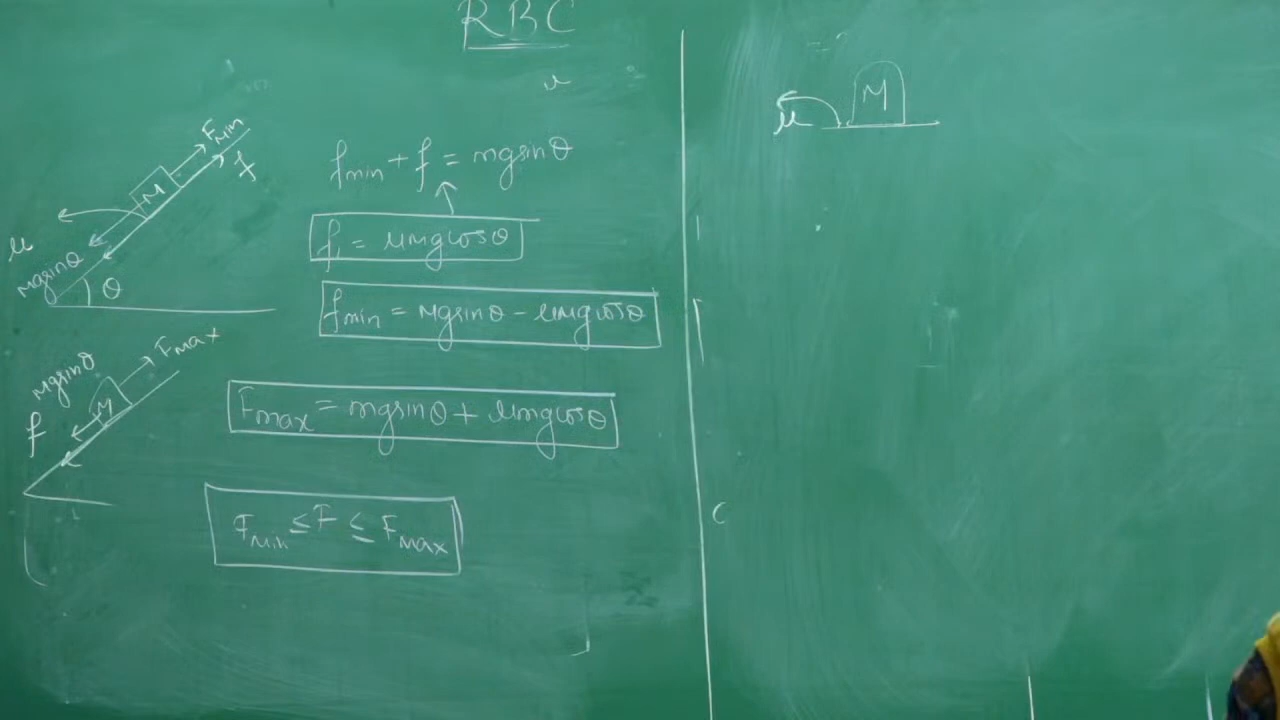 RBC
u
F_Min
f
M
μ
mgsinθ
θ
f_min + f = mgsinθ
f = μmgcosθ
f_min = Mgsinθ - μmgcosθ
Mgsinθ
F_Max
M
f
F_max = mgsinθ + μmgcosθ
F_Min ≤ F ≤ F_Max
M
μ